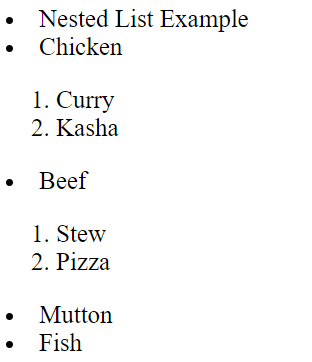 • Nested List Example
• Chicken
1. Curry
2. Kasha
• Beef
1. Stew
2. Pizza
• Mutton
• Fish